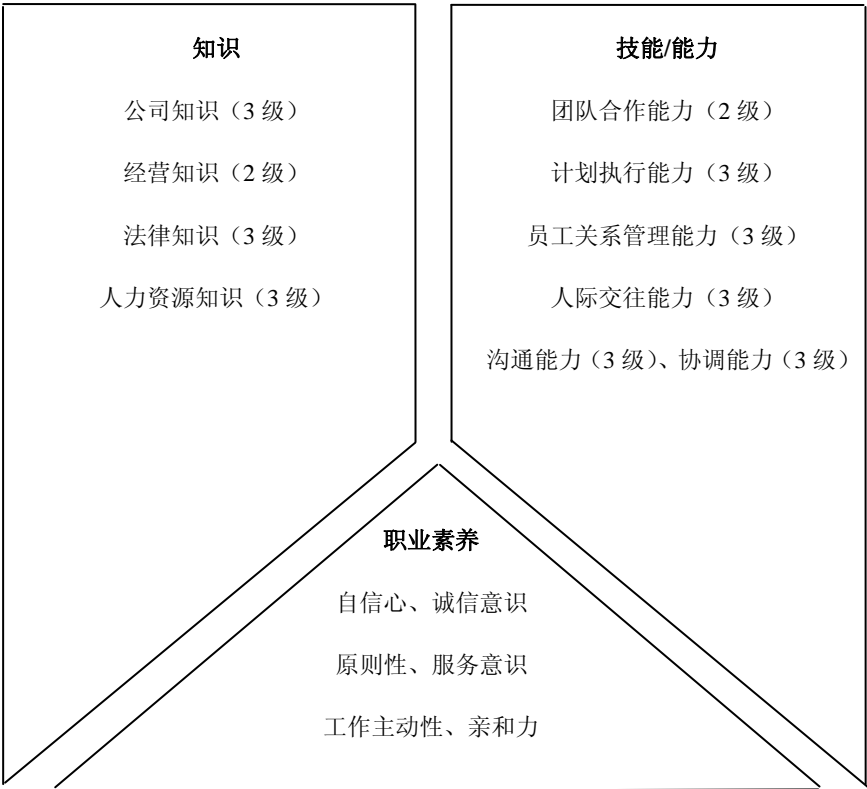 知识
公司知识（3 级）
经营知识（2 级）
法律知识（3 级）
人力资源知识（3 级）
技能/能力
团队合作能力（2 级）
计划执行能力（3 级）
员工关系管理能力（3 级）
人际交往能力（3 级）
沟通能力（3 级）、协调能力（3 级）
职业素养
自信心、诚信意识
原则性、服务意识
工作主动性、亲和力